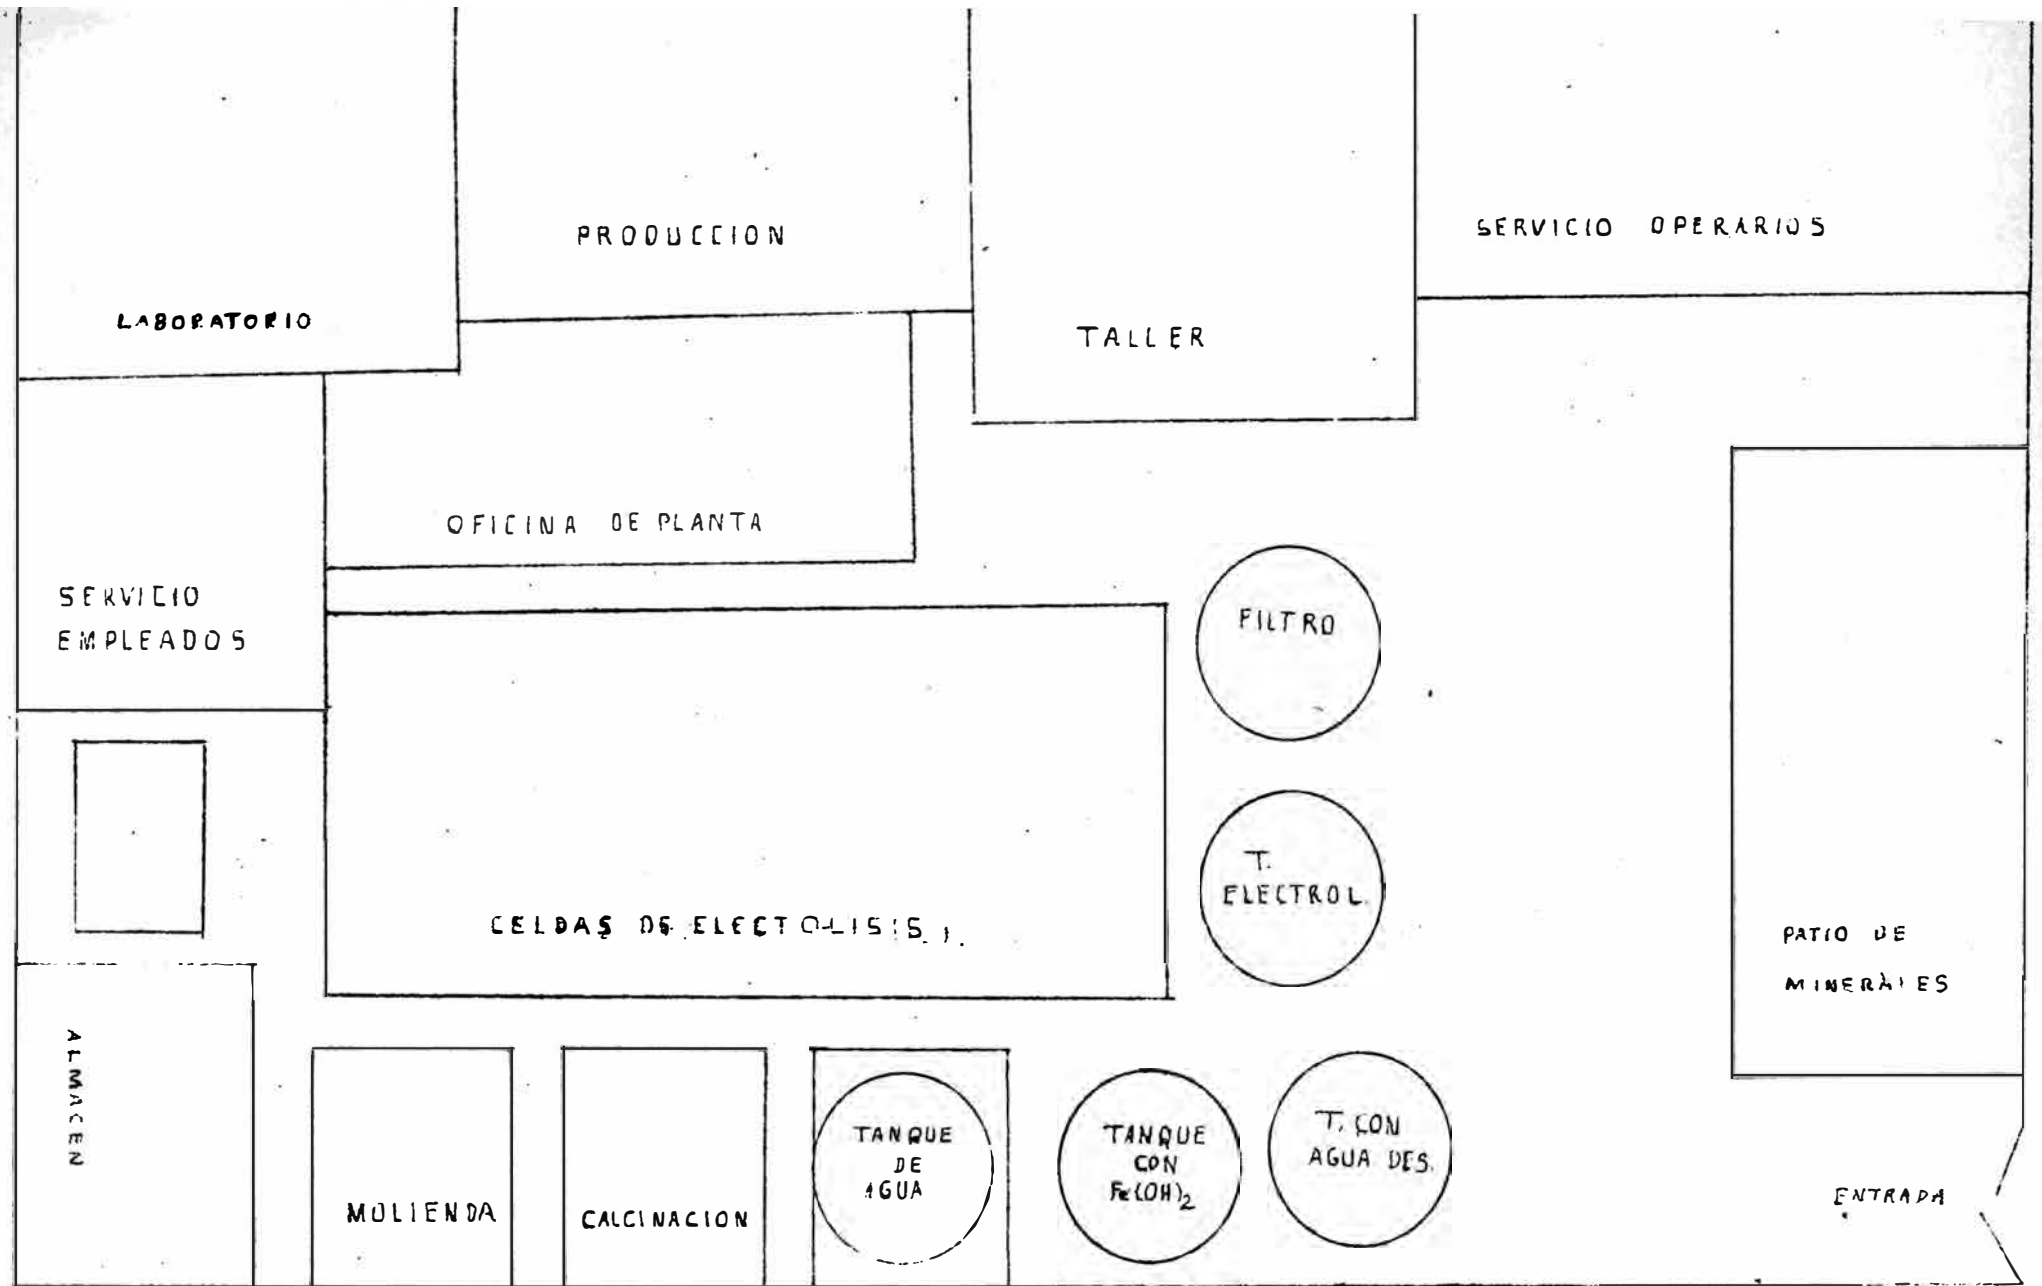 PRODUCCION
SERVICIO OPERARIOS
LABORATORIO
TALLER
OFICINA DE PLANTA
SERVICIO
EMPLEADOS
FILTRO
T.
ELECTROL.
CELDAS DE ELECTOLISIS
PATIO DE
MINERALES
ALMACEN
MOLIENDA
CALCINACION
TANQUE
DE
AGUA
TANQUE
CON
Fe(OH)₂
T. CON
AGUA DES.
ENTRADA